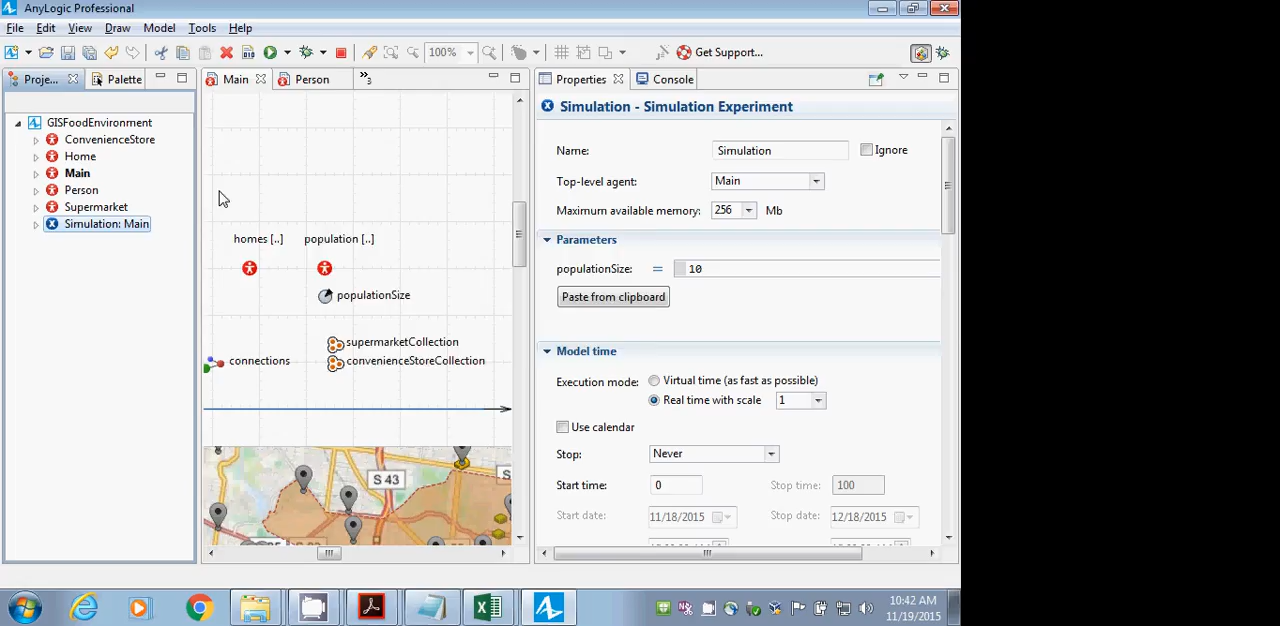 AnyLogic Professional
File Edit View Draw Model Tools Help
100% Get Support...
Proje... Palette Main Person »3 Properties Console
GISFoodEnvironment
ConvenienceStore
Home
Main
Person
Supermarket
Simulation: Main
homes [..] population [..]
populationSize
supermarketCollection
connections convenienceStoreCollection
S 43
Simulation - Simulation Experiment
Name: Simulation Ignore
Top-level agent: Main
Maximum available memory: 256 Mb
Parameters
populationSize: = 10
Paste from clipboard
Model time
Execution mode: Virtual time (as fast as possible)
Real time with scale 1
Use calendar
Stop: Never
Start time: 0 Stop time: 100
Start date: 11/18/2015 Stop date: 12/18/2015
10:42 AM
11/19/2015